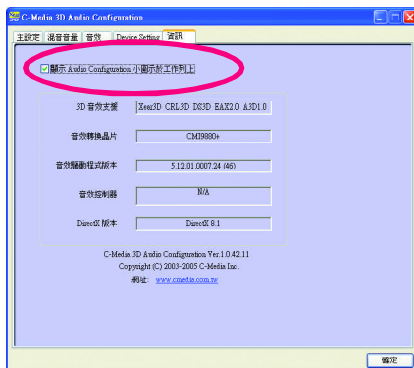 C-Media 3D Audio Configuration
主設定 混音音量 音效 Device Setting 資訊
顯示 Audio Configuration 小圖示於工作列上
3D 音效支援 Xear3D CRL3D DS3D EAX2.0 A3D1.0
音效轉換晶片 CMI9880+
音效驅動程式版本 5.12.01.0007.24 (46)
音效控制器 N/A
DirectX 版本 DirectX 8.1
C-Media 3D Audio Configuration Ver.1.0.42.11
Copyright (C) 2003-2005 C-Media Inc.
網址: www.cmedia.com.tw
確定